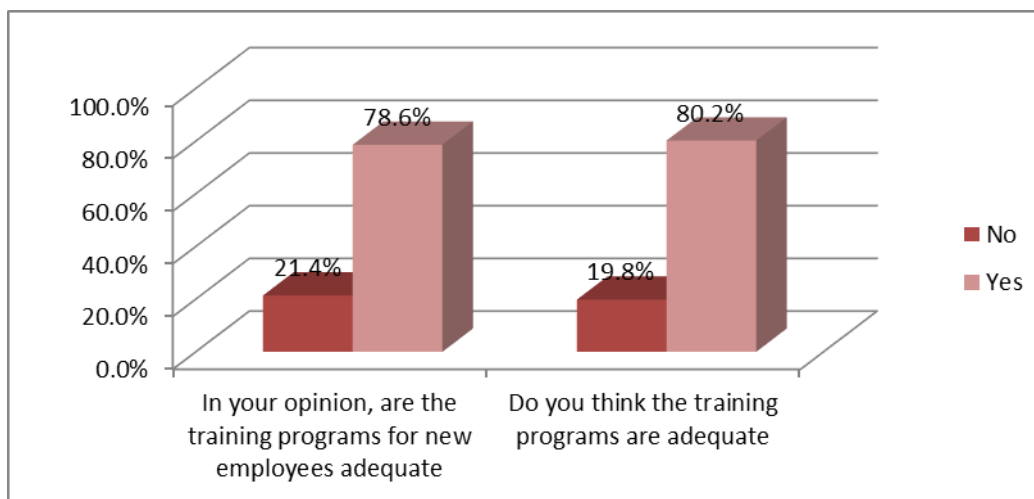 100.0%
80.0%
60.0%
40.0%
20.0%
0.0%
78.6%
80.2%
21.4%
19.8%
No
Yes
In your opinion, are the
training programs for new
employees adequate
Do you think the training
programs are adequate